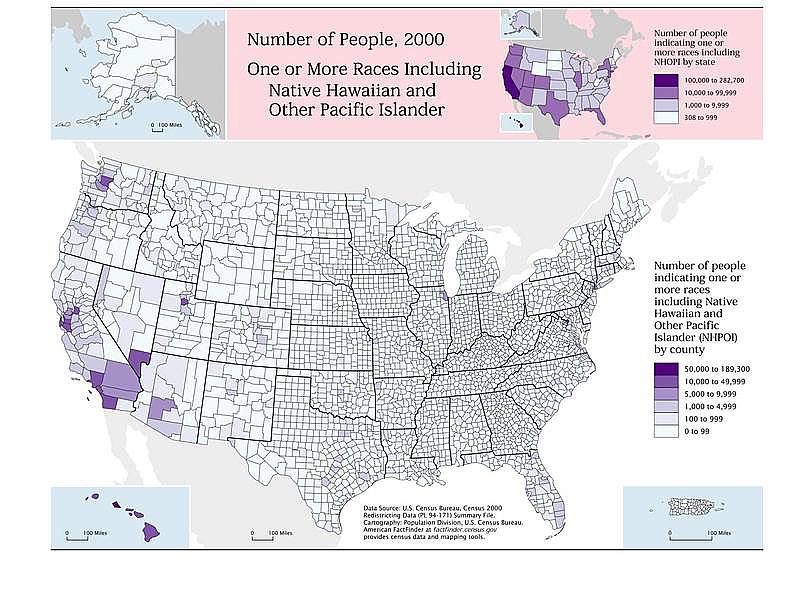 Number of People, 2000
One or More Races Including
Native Hawaiian and
Other Pacific Islander
0 100 Miles
Number of people
indicating one or
more races including
NHOPI by state
100,000 to 282,700
10,000 to 99,999
1,000 to 9,999
308 to 999
Number of people
indicating one or
more races
including Native
Hawaiian and
Other Pacific
Islander (NHPOI)
by county
50,000 to 189,300
10,000 to 49,999
5,000 to 9,999
1,000 to 4,999
100 to 999
0 to 99
Data Source: U.S. Census Bureau, Census 2000
Redistricting Data (PL 94-171) Summary File.
Cartography: Population Division, U.S. Census Bureau.
American FactFinder at factfinder.census.gov
provides census data and mapping tools.
0 100 Miles
0 100 Miles
0 100 Miles